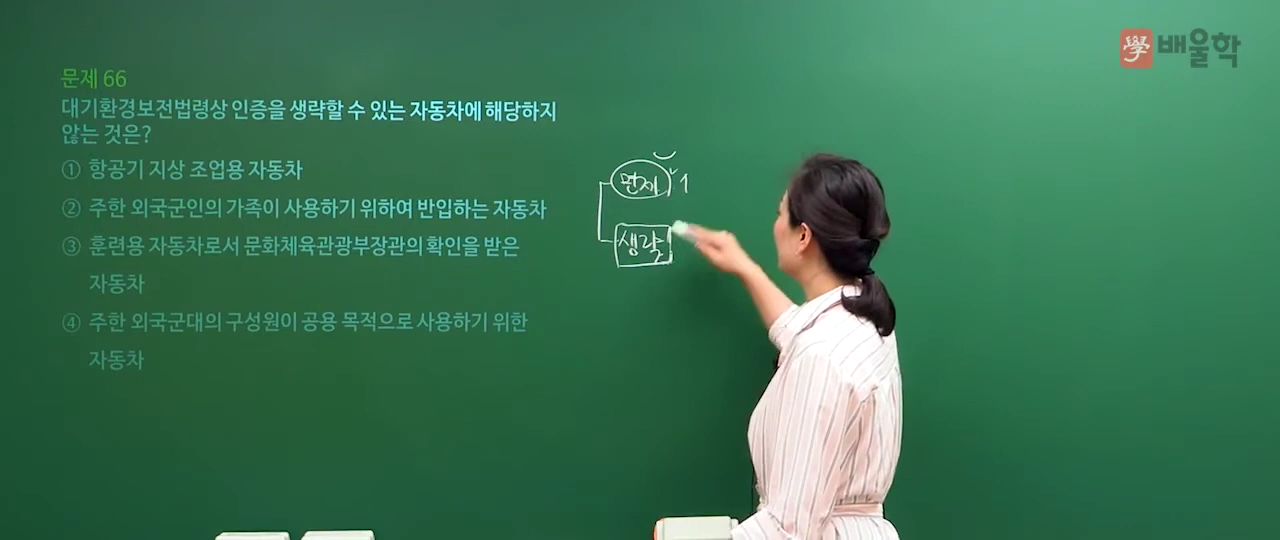 學 배울학
문제 66
대기환경보전법령상 인증을 생략할 수 있는 자동차에 해당하지
않는 것은?
① 항공기 지상 조업용 자동차
② 주한 외국군인의 가족이 사용하기 위하여 반입하는 자동차
③ 훈련용 자동차로서 문화체육관광부장관의 확인을 받은
자동차
④ 주한 외국군대의 구성원이 공용 목적으로 사용하기 위한
자동차
면제 1
생략